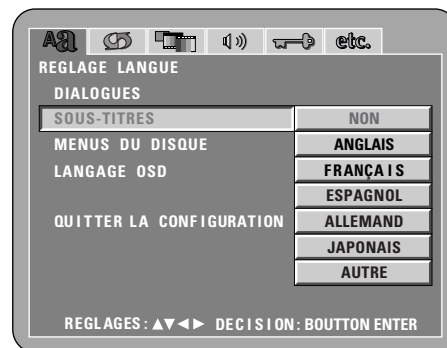 Aa etc.
REGLAGE LANGUE
DIALOGUES
SOUS-TITRES NON
MENUS DU DISQUE ANGLAIS
LANGAGE OSD FRANÇAIS
ESPAGNOL
QUITTER LA CONFIGURATION ALLEMAND
JAPONAIS
AUTRE
REGLAGES: ▲▼◄► DECISION: BOUTTON ENTER